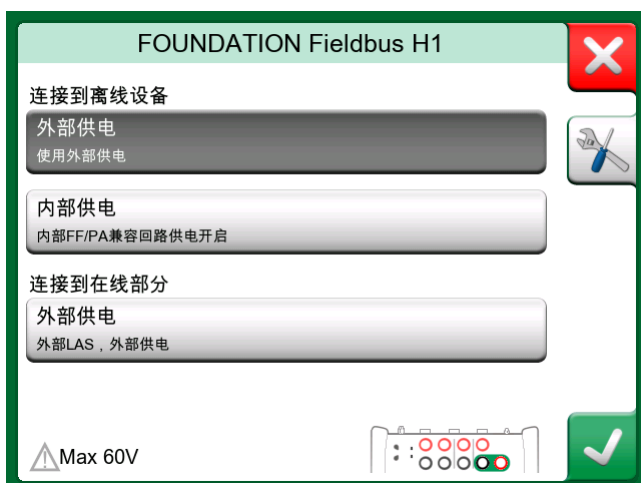 FOUNDATION Fieldbus H1
连接到离线设备
外部供电
使用外部供电
内部供电
内部FF/PA兼容回路供电开启
连接到在线部分
外部供电
外部LAS，外部供电
Max 60V